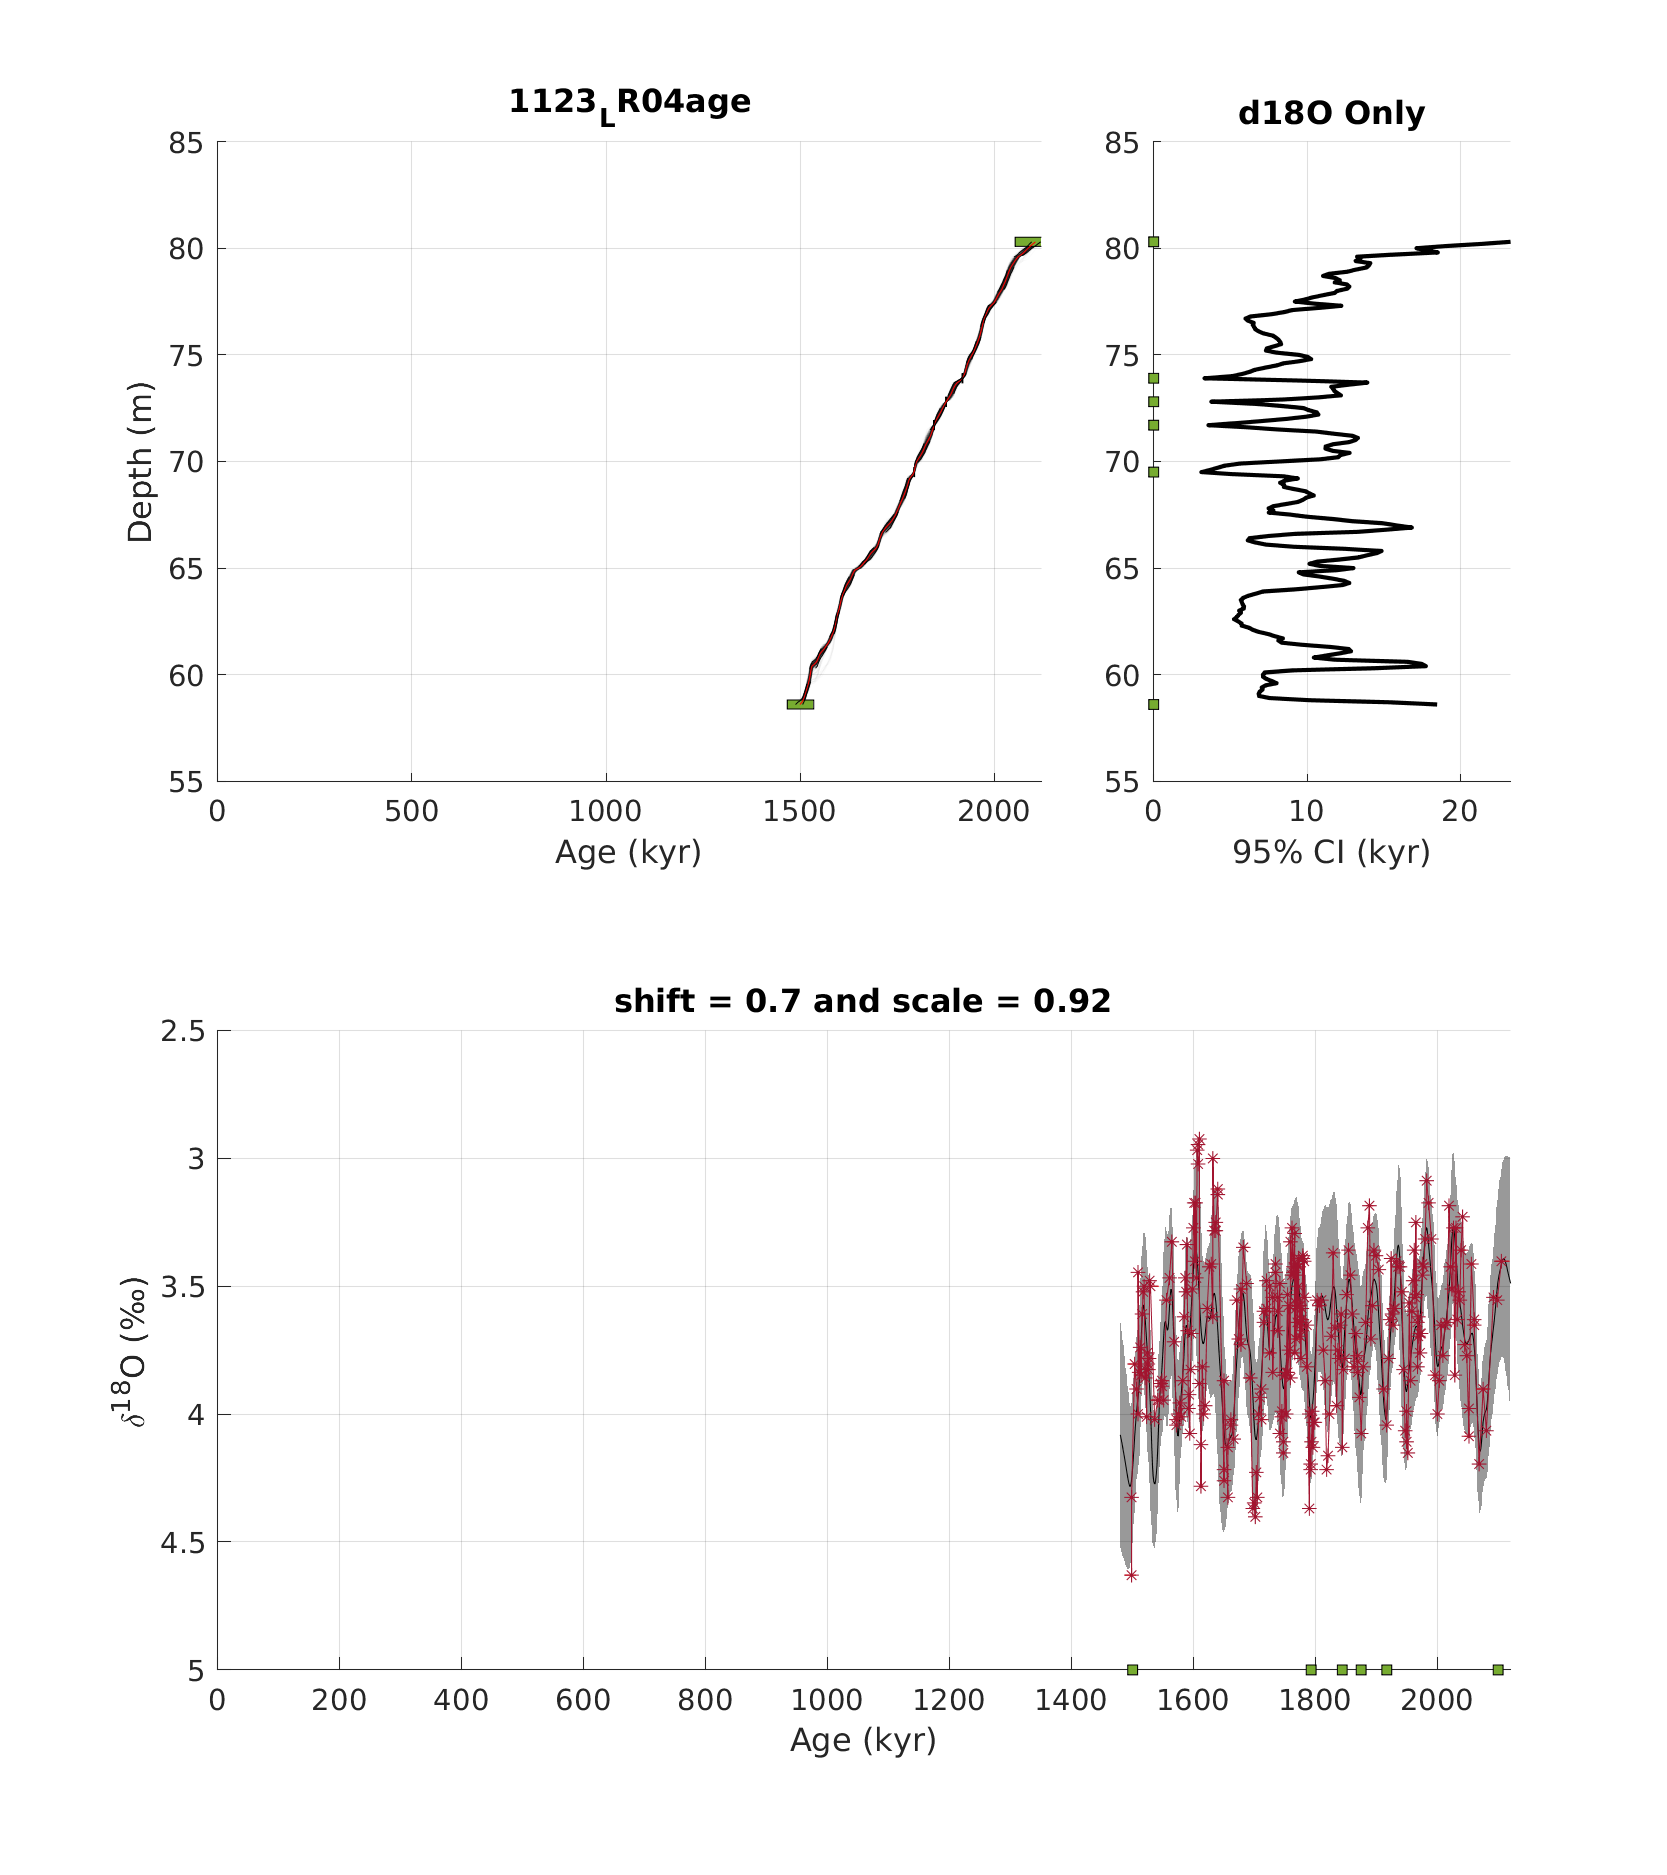 1123LR04age
85
80
75
70
65
60
55
Depth (m)
0 500 1000 1500 2000
Age (kyr)
d18O Only
85
80
75
70
65
60
55
0 10 20
95% CI (kyr)
shift = 0.7 and scale = 0.92
2.5
3
3.5
4
4.5
5
δ18O (‰)
0 200 400 600 800 1000 1200 1400 1600 1800 2000
Age (kyr)